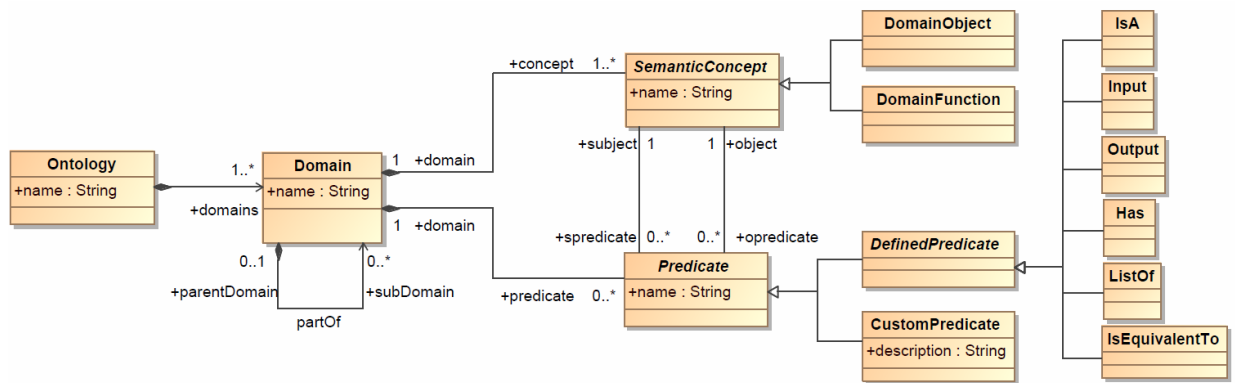 Ontology
+name : String
1..*
+domains
Domain
+name : String
0..1
0..*
+parentDomain
+subDomain
partOf
1
+domain
+concept
1..*
1
+domain
+predicate
0..*
SemanticConcept
+name : String
+subject
1
1
+object
+spredicate
0..*
0..*
+opredicate
Predicate
+name : String
DomainObject
DomainFunction
DefinedPredicate
CustomPredicate
+description : String
IsA
Input
Output
Has
ListOf
IsEquivalentTo